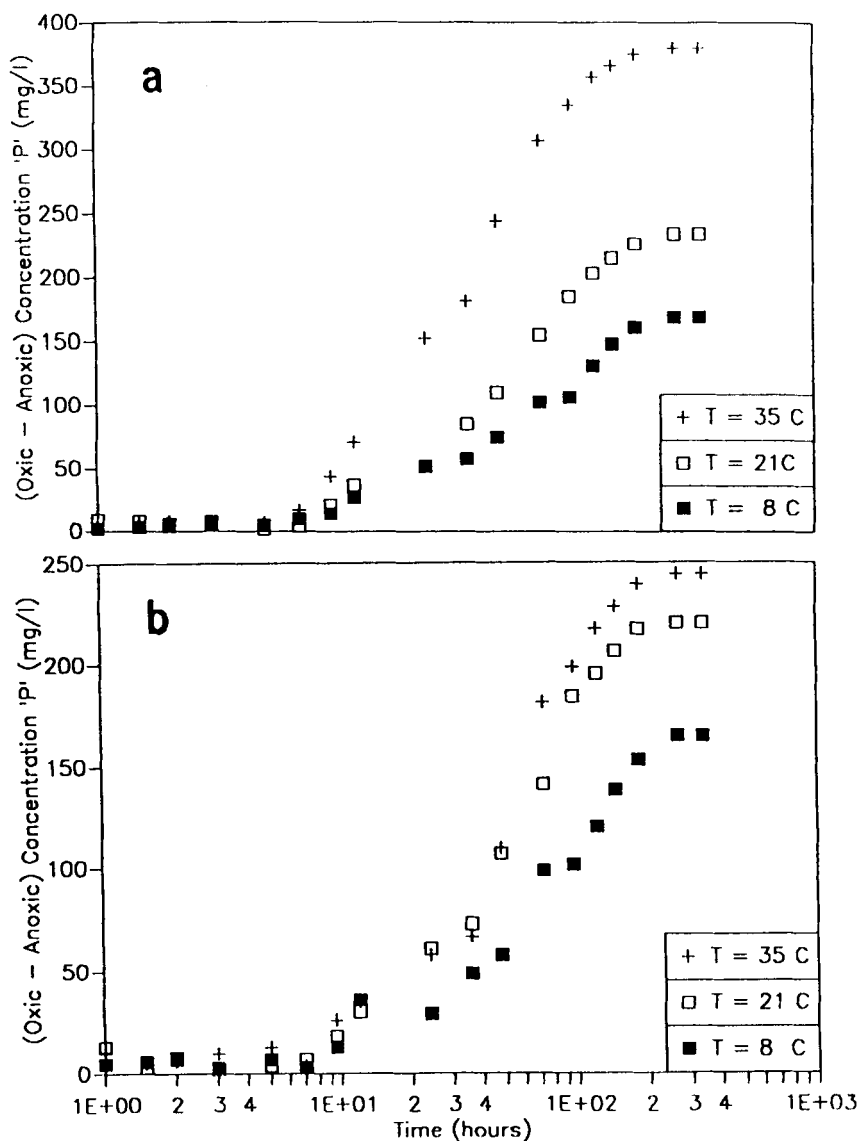 a
(Oxic – Anoxic) Concentration 'P' (mg/l)
400
350
300
250
200
150
100
50
0
+ T = 35 C
□ T = 21C
■ T = 8 C
b
(Oxic – Anoxic) Concentration 'P' (mg/l)
250
200
150
100
50
0
+ T = 35 C
□ T = 21 C
■ T = 8 C
1E+00 2 3 4 1E+01 2 3 4 1E+02 2 3 4 1E+03
Time (hours)